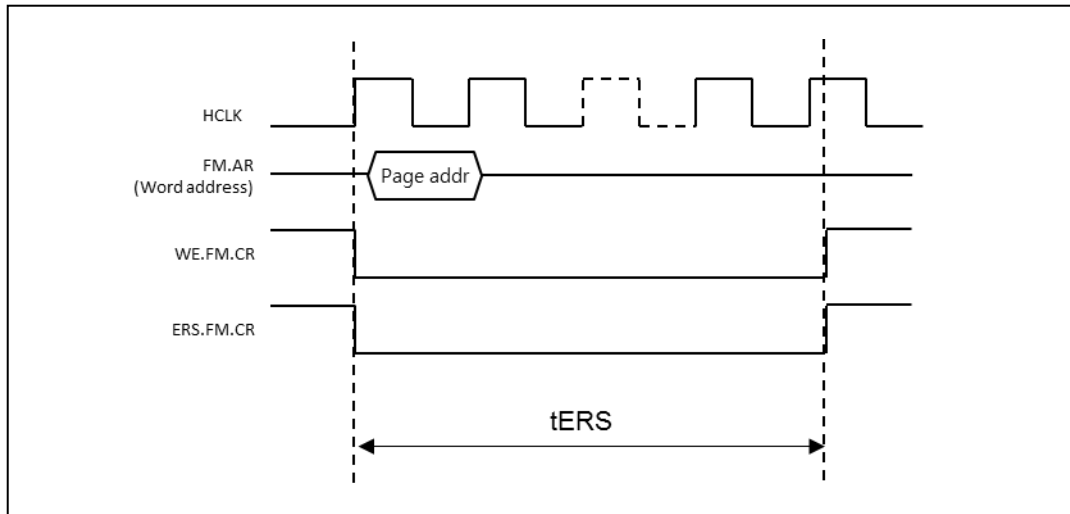 HCLK
FM.AR
(Word address)
Page addr
WE.FM.CR
ERS.FM.CR
tERS